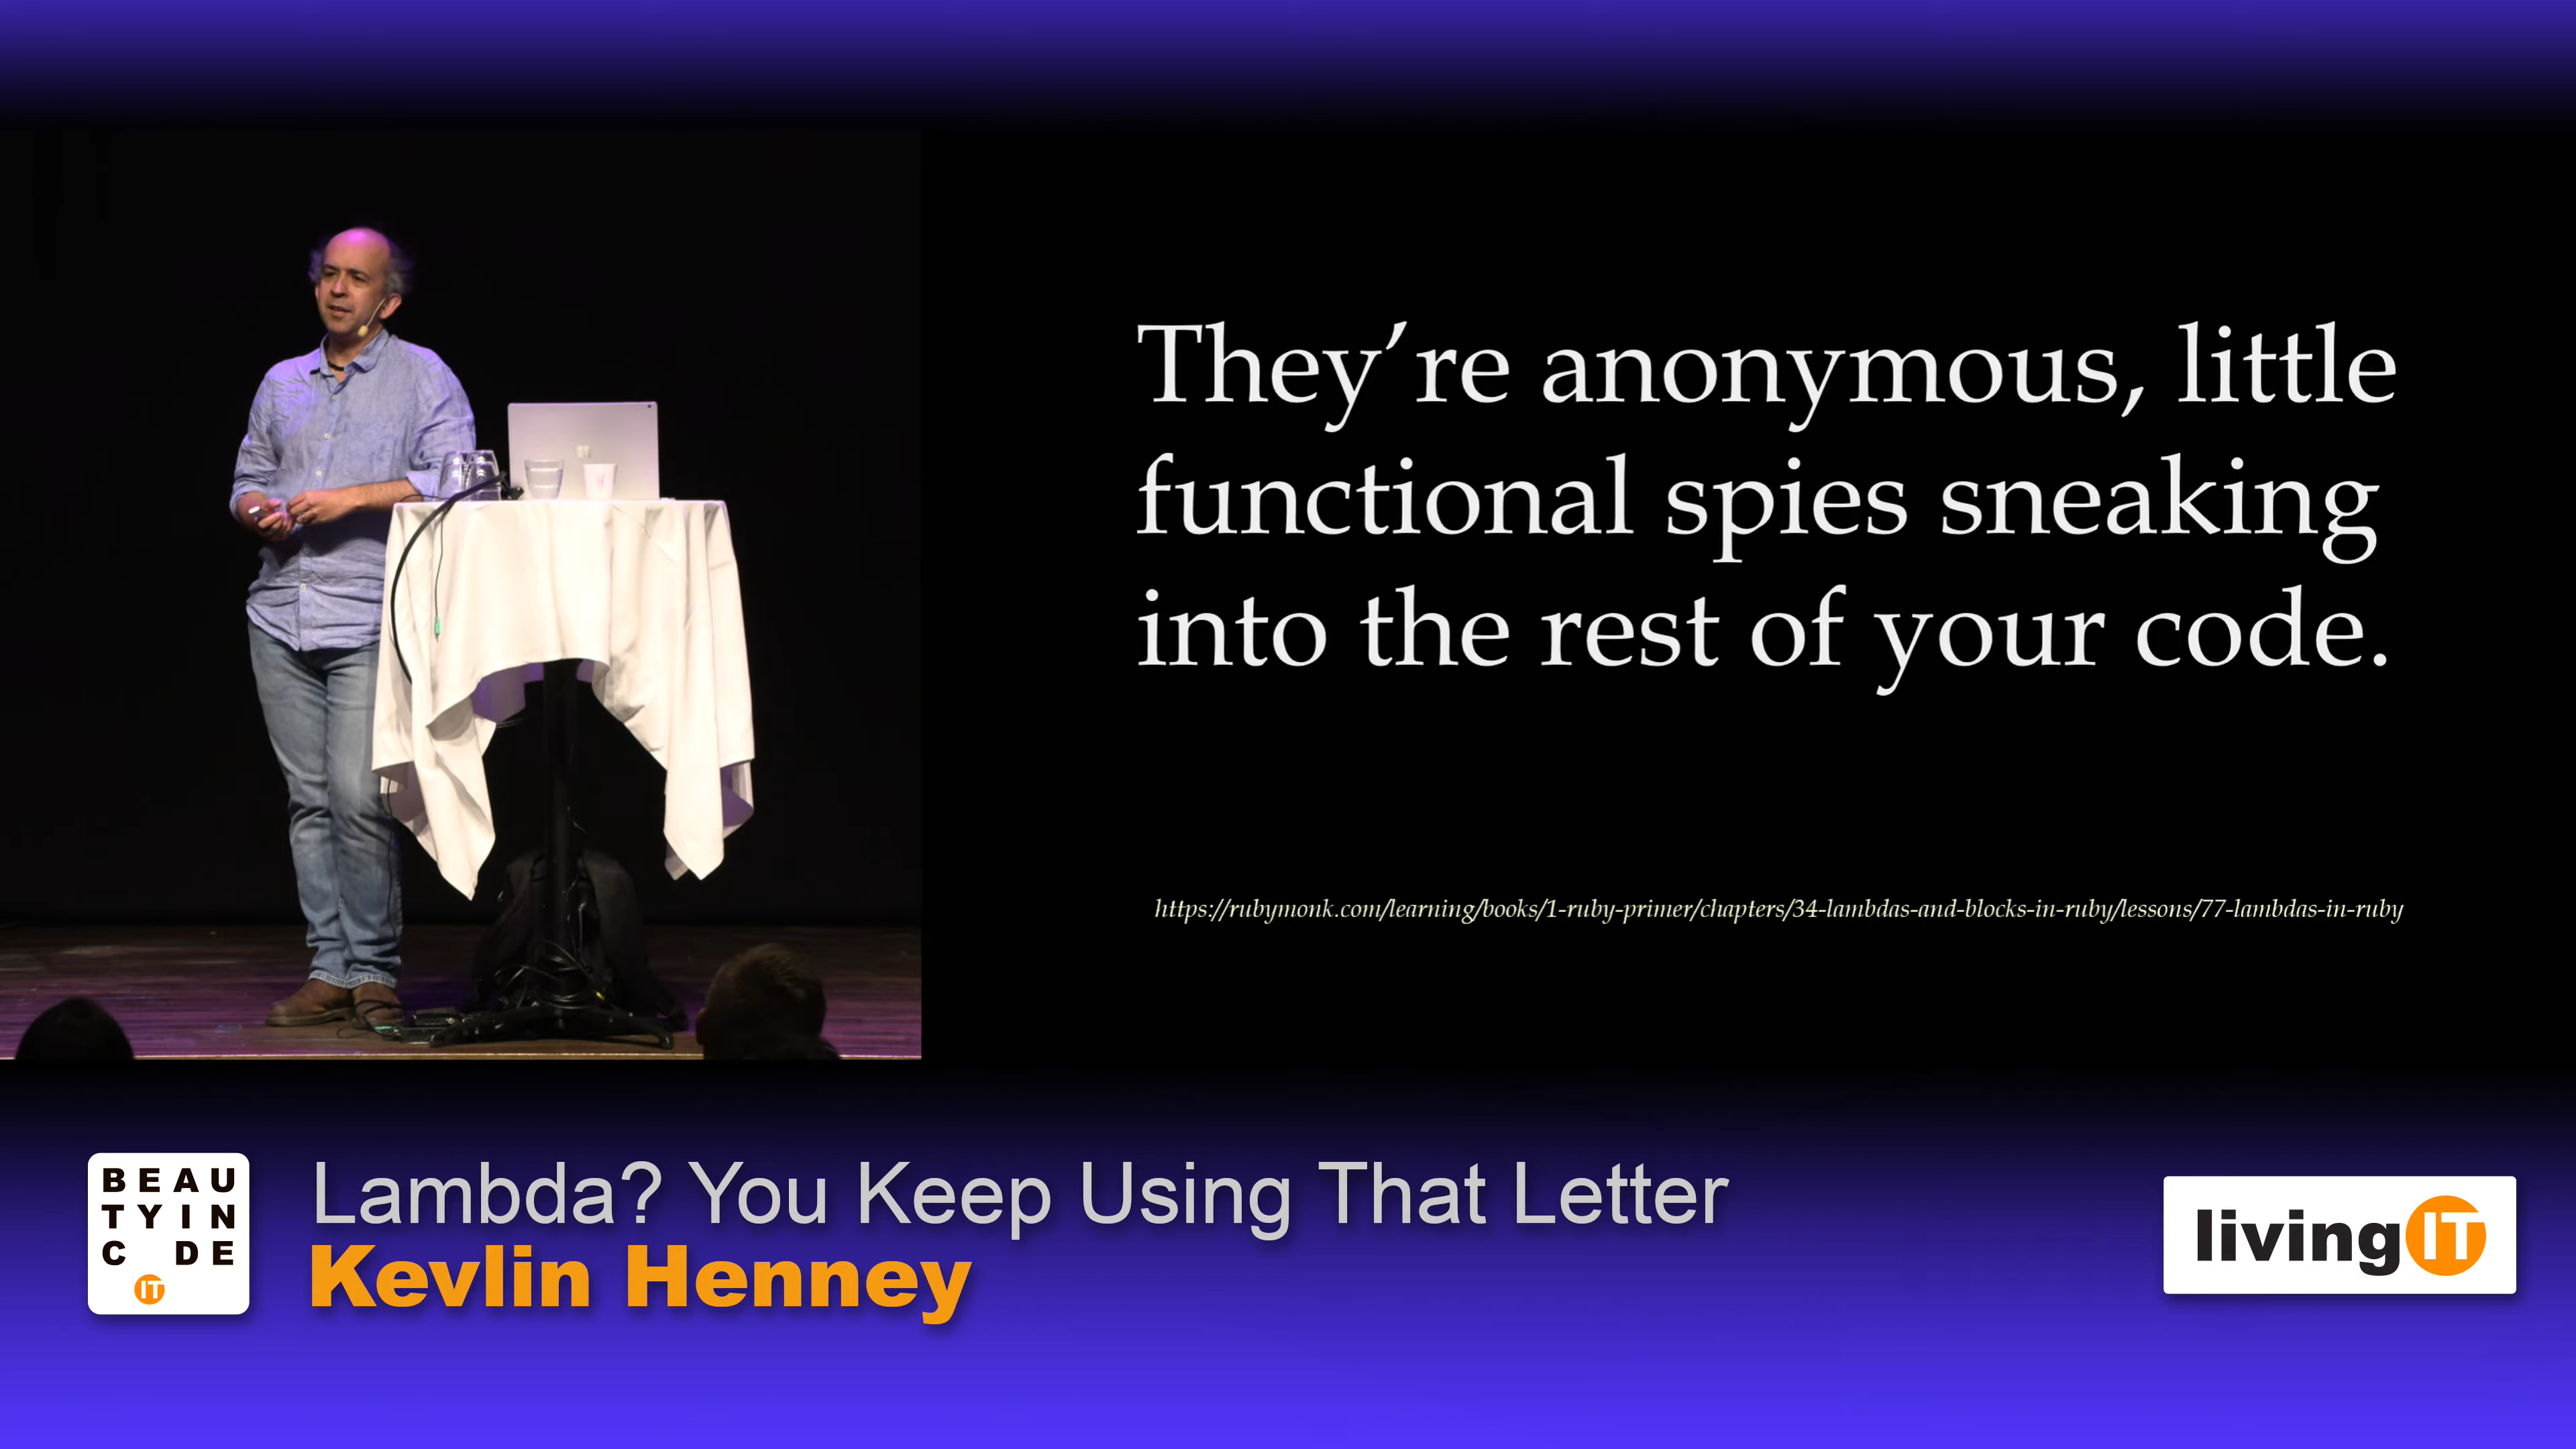 They’re anonymous, little
functional spies sneaking
into the rest of your code.
https://rubymonk.com/learning/books/1-ruby-primer/chapters/34-lambdas-and-blocks-in-ruby/lessons/77-lambdas-in-ruby
BEAU
TYIN
C DE
IT
Lambda? You Keep Using That Letter
Kevlin Henney
livingIT